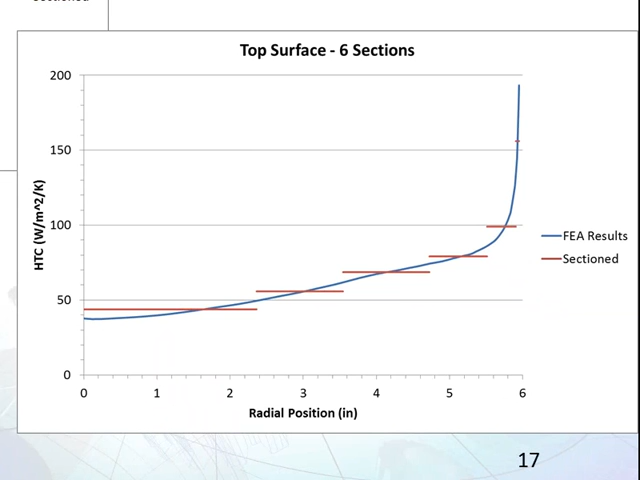 Top Surface - 6 Sections
200
150
100
50
0
HTC (W/m^2/K)
0 1 2 3 4 5 6
Radial Position (in)
FEA Results
Sectioned
17